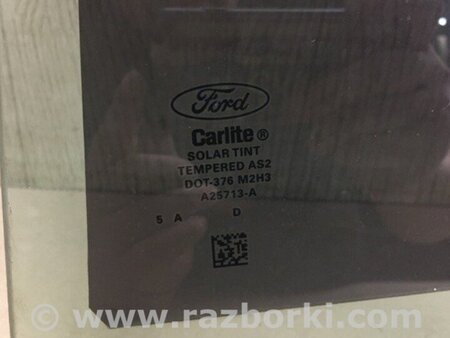 Ford
Carlite®
SOLAR TINT
TEMPERED AS2
DOT-376 M2H3
A25713-A
5 A D
© www.razborki.com